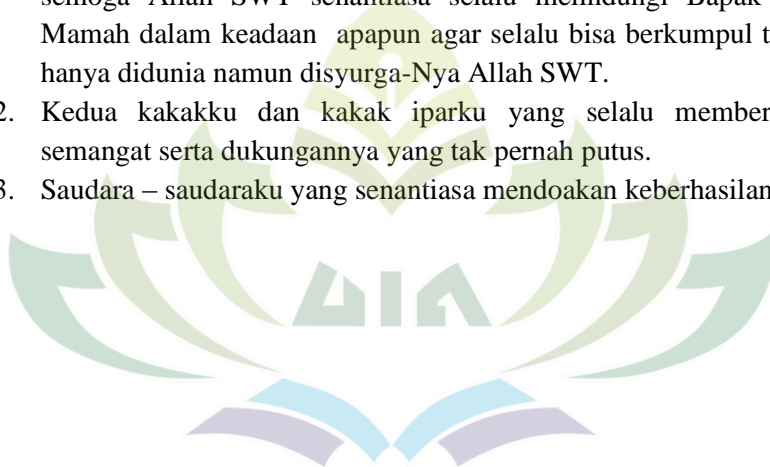 semoga Allah SWT senantiasa selalu melindungi Bapak
Mamah dalam keadaan apapun agar selalu bisa berkumpul t
hanya didunia namun disyurga-Nya Allah SWT.
2. Kedua kakakku dan kakak iparku yang selalu member
semangat serta dukungannya yang tak pernah putus.
3. Saudara – saudaraku yang senantiasa mendoakan keberhasilan
UIN